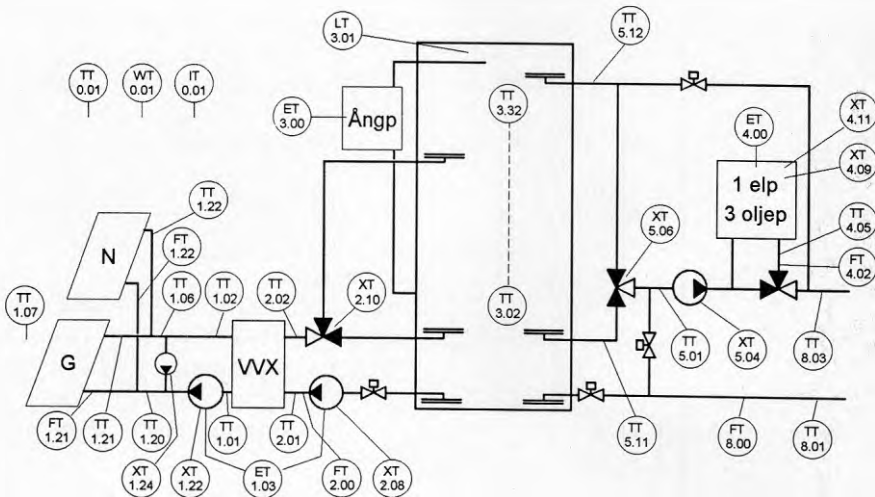 LT
3.01
TT
5.12
TT
0.01
WT
0.01
IT
0.01
ET
3.00
Ångp
TT
3.32
ET
4.00
XT
4.11
XT
4.09
1 elp
3 oljep
TT
1.22
N
FT
1.22
XT
5.06
TT
4.05
FT
4.02
TT
1.07
TT
1.06
TT
1.02
TT
2.02
XT
2.10
TT
3.02
G
VVX
TT
5.01
XT
5.04
TT
8.03
FT
1.21
TT
1.21
TT
1.20
TT
1.01
TT
2.01
TT
5.11
XT
1.24
XT
1.22
ET
1.03
FT
2.00
XT
2.08
FT
8.00
TT
8.01